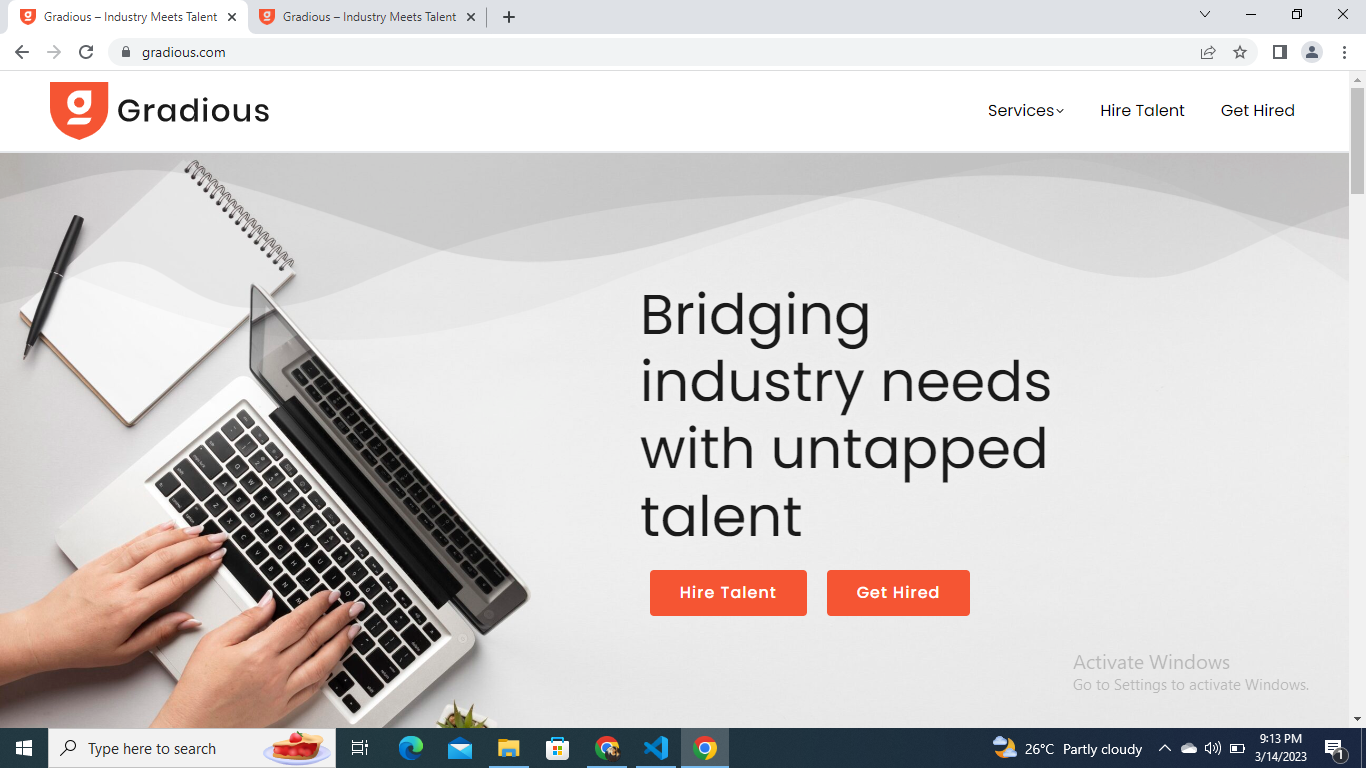 Gradious – Industry Meets Talent
Gradious – Industry Meets Talent
gradious.com
g Gradious
Services
Hire Talent
Get Hired
Bridging
industry needs
with untapped
talent
Hire Talent
Get Hired
Activate Windows
Go to Settings to activate Windows.
Type here to search
26°C Partly cloudy
9:13 PM
3/14/2023
1